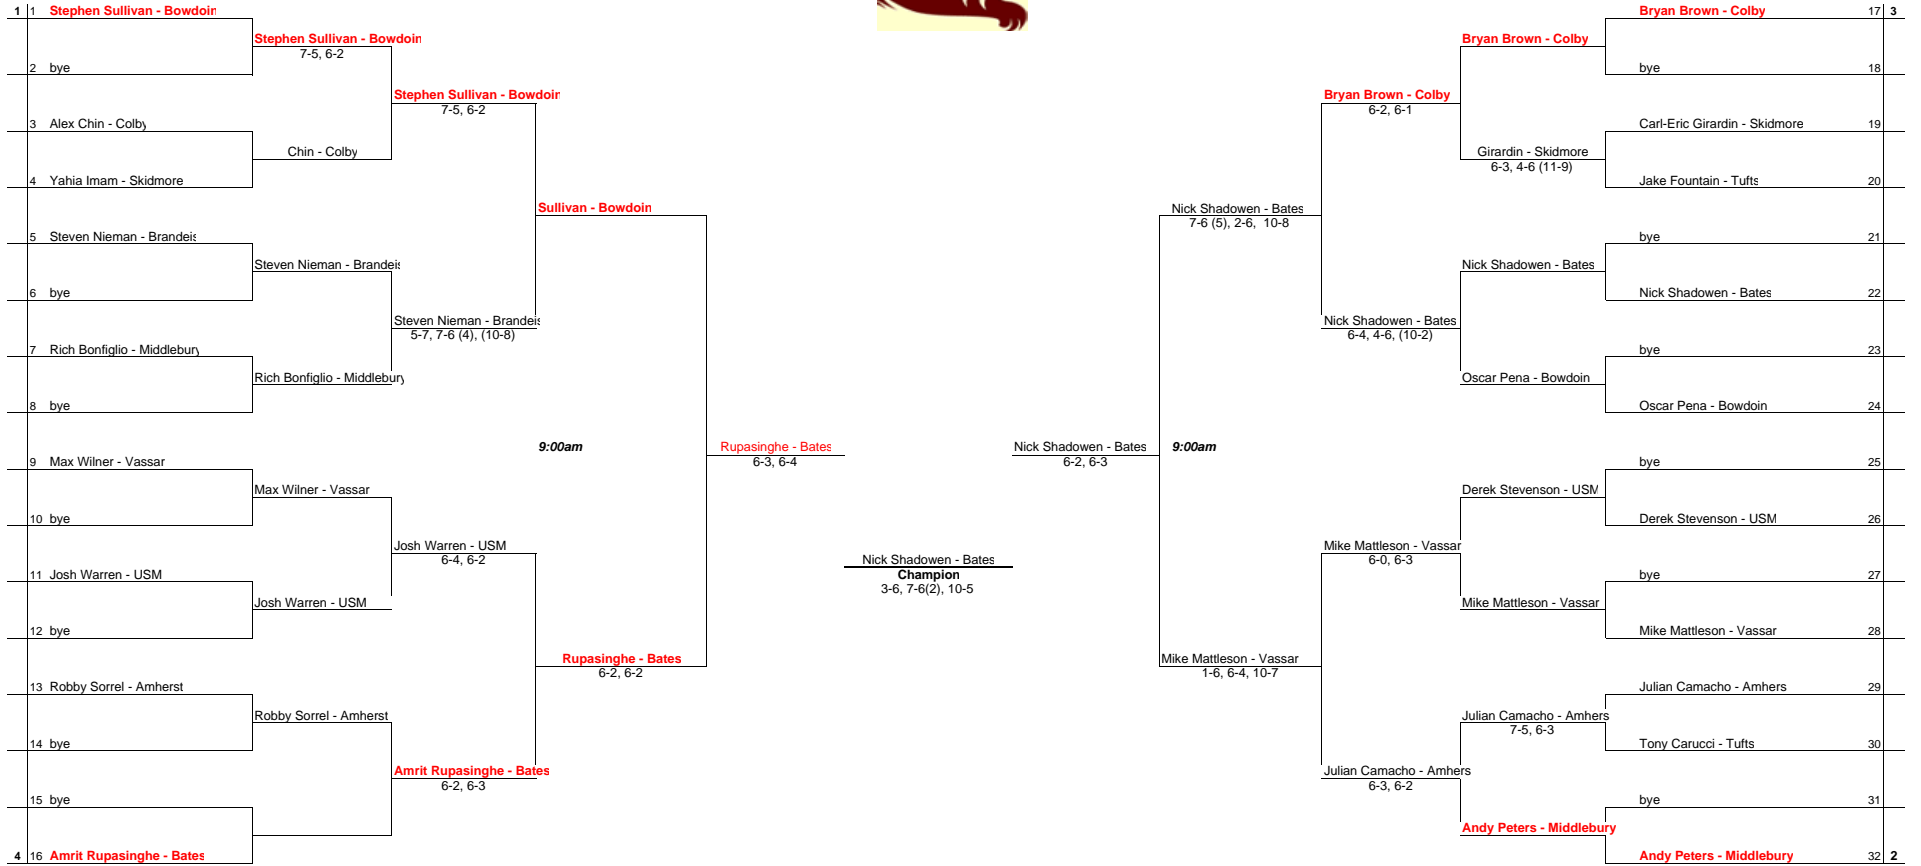 1 1 Stephen Sullivan - Bowdoin
Stephen Sullivan - Bowdoin
7-5, 6-2
2 bye
Stephen Sullivan - Bowdoin
7-5, 6-2
3 Alex Chin - Colby
Chin - Colby
4 Yahia Imam - Skidmore
Sullivan - Bowdoin
5 Steven Nieman - Brandeis
Steven Nieman - Brandeis
6 bye
Steven Nieman - Brandeis
5-7, 7-6 (4), (10-8)
7 Rich Bonfiglio - Middlebury
Rich Bonfiglio - Middlebury
8 bye
9:00am
Rupasinghe - Bates
6-3, 6-4
9 Max Wilner - Vassar
Max Wilner - Vassar
10 bye
Josh Warren - USM
6-4, 6-2
11 Josh Warren - USM
Josh Warren - USM
12 bye
Rupasinghe - Bates
6-2, 6-2
13 Robby Sorrel - Amherst
Robby Sorrel - Amherst
14 bye
Amrit Rupasinghe - Bates
6-2, 6-3
15 bye
4 16 Amrit Rupasinghe - Bates
Nick Shadowen - Bates
Champion
3-6, 7-6(2), 10-5
Bryan Brown - Colby 17 3
Bryan Brown - Colby
bye 18
Bryan Brown - Colby
6-2, 6-1
Carl-Eric Girardin - Skidmore 19
Girardin - Skidmore
6-3, 4-6 (11-9)
Jake Fountain - Tufts 20
Nick Shadowen - Bates
7-6 (5), 2-6, 10-8
bye 21
Nick Shadowen - Bates
Nick Shadowen - Bates 22
Nick Shadowen - Bates
6-4, 4-6, (10-2)
bye 23
Oscar Pena - Bowdoin
Oscar Pena - Bowdoin 24
Nick Shadowen - Bates
6-2, 6-3
9:00am
bye 25
Derek Stevenson - USM
Derek Stevenson - USM 26
Mike Mattleson - Vassar
6-0, 6-3
bye 27
Mike Mattleson - Vassar
Mike Mattleson - Vassar 28
Mike Mattleson - Vassar
1-6, 6-4, 10-7
Julian Camacho - Amhers 29
Julian Camacho - Amhers
7-5, 6-3
Tony Carucci - Tufts 30
Julian Camacho - Amhers
6-3, 6-2
bye 31
Andy Peters - Middlebury
Andy Peters - Middlebury 32 2